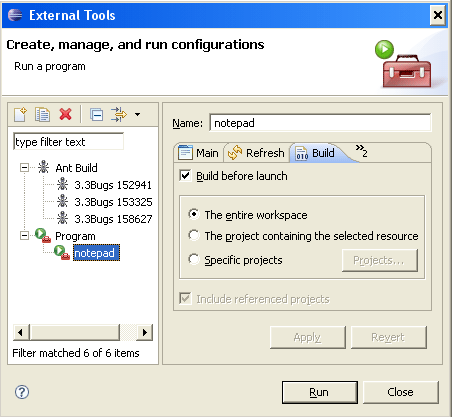 External Tools
Create, manage, and run configurations
Run a program
type filter text
Ant Build
3.3Bugs 152941
3.3Bugs 153325
3.3Bugs 158627
Program
notepad
Filter matched 6 of 6 items
Name: notepad
Main Refresh Build »2
Build before launch
The entire workspace
The project containing the selected resource
Specific projects Projects...
Include referenced projects
Apply Revert
? Run Close